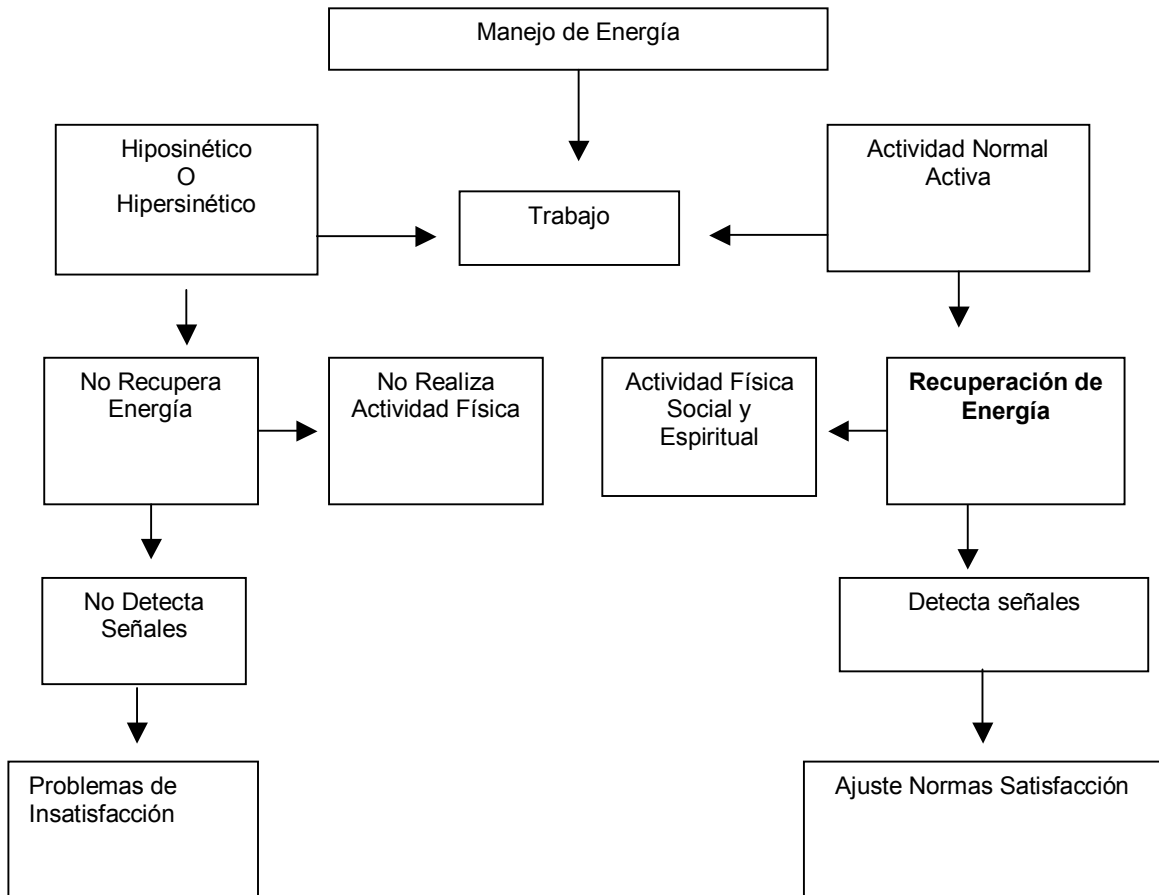 Manejo de Energía
Hiposinético
O
Hipersinético
Trabajo
Actividad Normal
Activa
No Recupera
Energía
No Realiza
Actividad Física
Actividad Física
Social y
Espiritual
Recuperación de
Energía
No Detecta
Señales
Detecta señales
Problemas de
Insatisfacción
Ajuste Normas Satisfacción